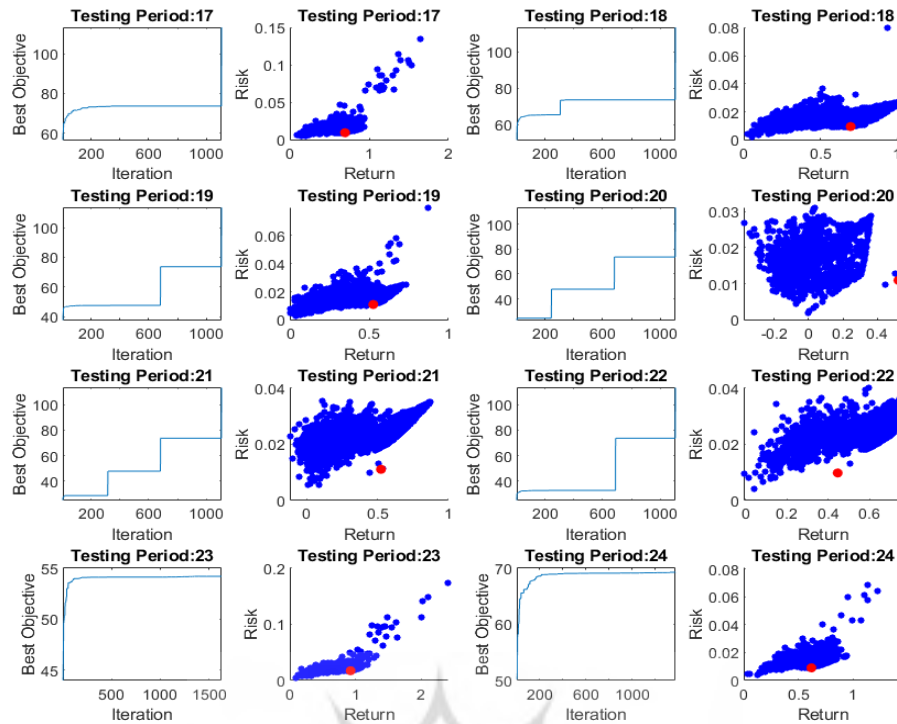 Testing Period:17 Testing Period:17 Testing Period:18 Testing Period:18
Best Objective
100
80
60
200 600 1000
Iteration
Risk
0.15
0.1
0.05
0
0 1 2
Return
Best Objective
100
80
60
200 600 1000
Iteration
Risk
0.08
0.06
0.04
0.02
0
0.5 1
Return
Testing Period:19 Testing Period:19 Testing Period:20 Testing Period:20
Best Objective
100
80
60
40
200 600 1000
Iteration
Risk
0.06
0.04
0.02
0
0 0.5 1
Return
Best Objective
100
80
60
40
200 600 1000
Iteration
Risk
0.03
0.02
0.01
0
-0.2 0 0.2 0.4
Return
Testing Period:21 Testing Period:21 Testing Period:22 Testing Period:22
Best Objective
100
80
60
40
200 600 1000
Iteration
Risk
0.04
0.02
0
0 0.5 1
Return
Best Objective
100
80
60
40
200 600 1000
Iteration
Risk
0.04
0.02
0
0 0.2 0.4 0.6
Return
Testing Period:23 Testing Period:23 Testing Period:24 Testing Period:24
Best Objective
55
50
45
500 1000 1500
Iteration
Risk
0.2
0.1
0
0 1 2
Return
Best Objective
70
60
50
200 600 1000
Iteration
Risk
0.08
0.06
0.04
0.02
0
0 0.5 1
Return